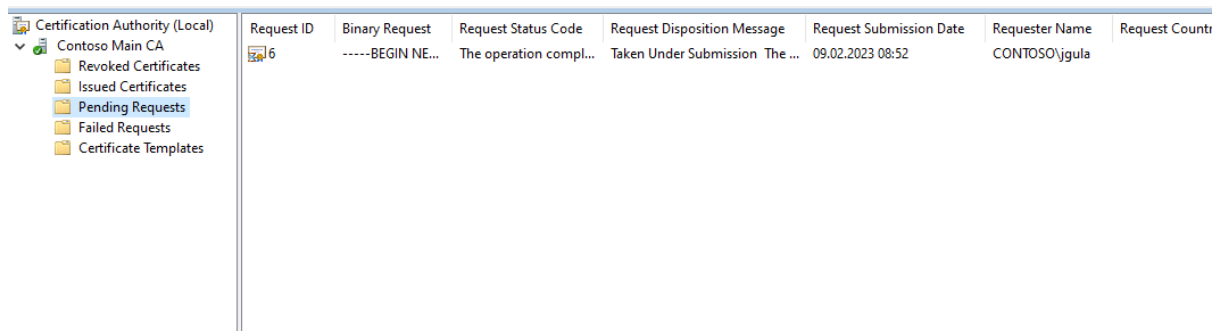 Certification Authority (Local)
Contoso Main CA
Revoked Certificates
Issued Certificates
Pending Requests
Failed Requests
Certificate Templates
Request ID Binary Request Request Status Code Request Disposition Message Request Submission Date Requester Name Request Countr
6 -----BEGIN NE... The operation compl... Taken Under Submission The ... 09.02.2023 08:52 CONTOSO\jgula